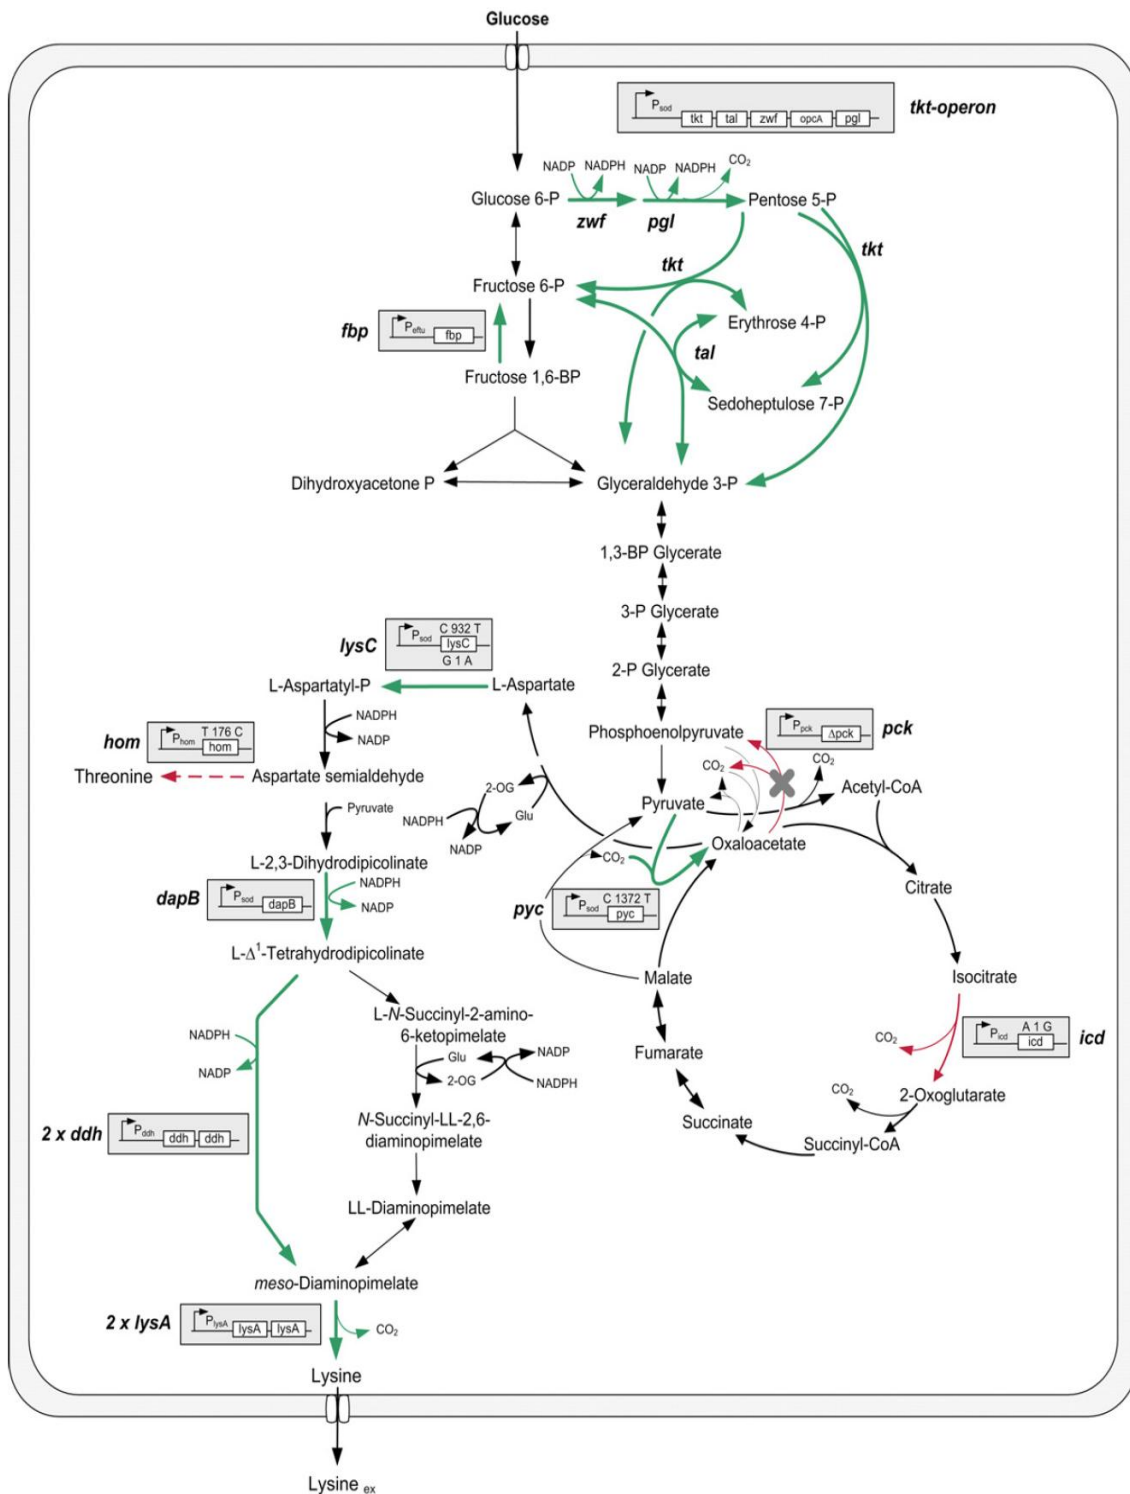 Glucose
P sod
tkt tal zwf opcA pgl
tkt-operon
NADP NADPH NADP NADPH CO2
Glucose 6-P
Pentose 5-P
zwf
pgl
tkt
tkt
Fructose 6-P
fbp
P eftu
fbp
Erythrose 4-P
tal
Fructose 1,6-BP
Sedoheptulose 7-P
Dihydroxyacetone P
Glyceraldehyde 3-P
1,3-BP Glycerate
3-P Glycerate
lysC
C 932 T
P sod
lysC
G 1 A
2-P Glycerate
L-Aspartatyl-P
L-Aspartate
NADPH
NADP
hom
T 176 C
P hom
hom
Threonine
Aspartate semialdehyde
Phosphoenolpyruvate
P pck
Δpck
pck
CO2
CO2
Acetyl-CoA
2-OG
Glu
NADPH
NADP
Pyruvate
Pyruvate
Oxaloacetate
CO2
L-2,3-Dihydrodipicolinate
Citrate
dapB
P sod
dapB
NADPH
NADP
pyc
C 1372 T
P sod
pyc
L-Δ1-Tetrahydrodipicolinate
Malate
Isocitrate
L-N-Succinyl-2-amino-
6-ketopimelate
NADPH
NADP
Glu
2-OG
NADP
NADPH
Fumarate
CO2
A 1 G
P icd
icd
icd
2-Oxoglutarate
CO2
Succinate
Succinyl-CoA
N-Succinyl-LL-2,6-
diaminopimelate
2 x ddh
P ddh
ddh ddh
LL-Diaminopimelate
meso-Diaminopimelate
2 x lysA
P lysA
lysA lysA
CO2
Lysine
Lysine ex